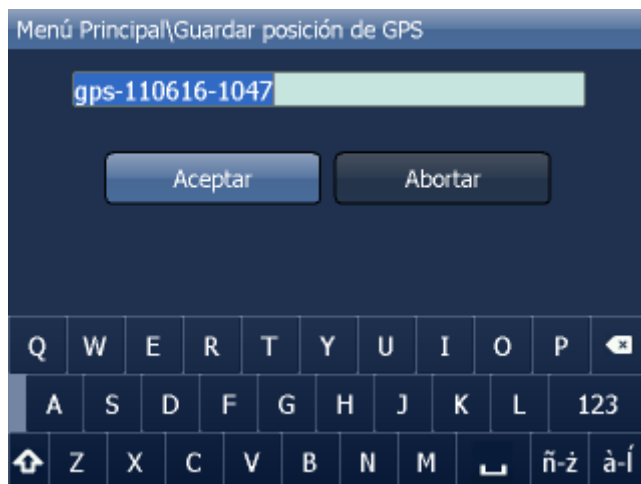 Menú Principal\Guardar posición de GPS
gps-110616-1047
Aceptar Abortar
Q W E R T Y U I O P
A S D F G H J K L 123
Z X C V B N M ñ-ż à-Í